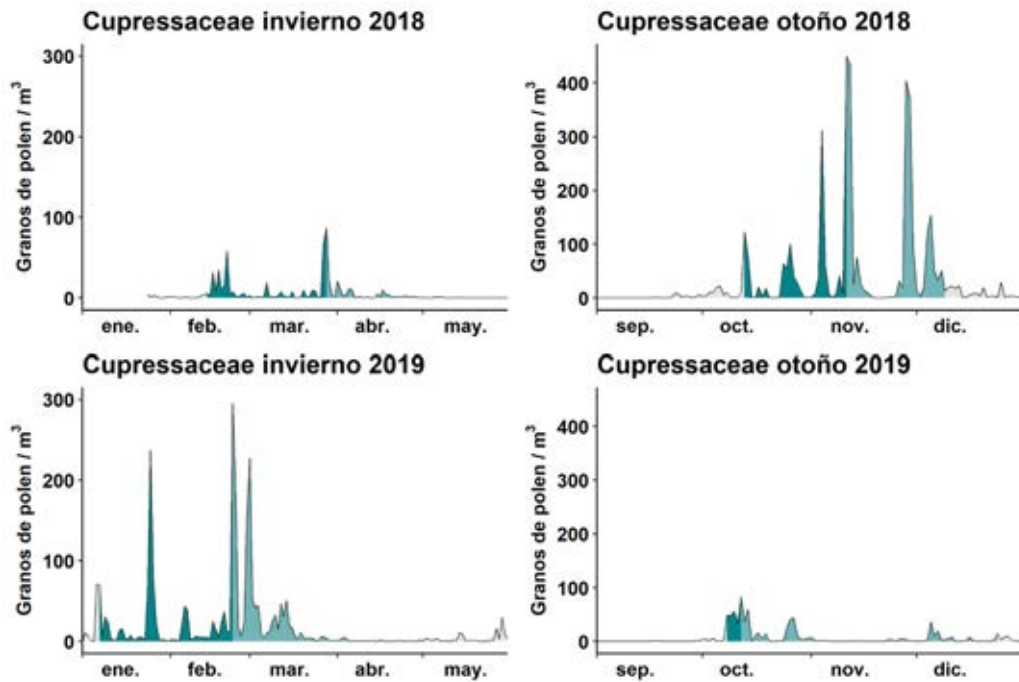 Cupressaceae invierno 2018
300
200
100
0
Granos de polen / m³
ene. feb. mar. abr. may.
Cupressaceae otoño 2018
400
300
200
100
0
Granos de polen / m³
sep. oct. nov. dic.
Cupressaceae invierno 2019
300
200
100
0
Granos de polen / m³
ene. feb. mar. abr. may.
Cupressaceae otoño 2019
400
300
200
100
0
Granos de polen / m³
sep. oct. nov. dic.